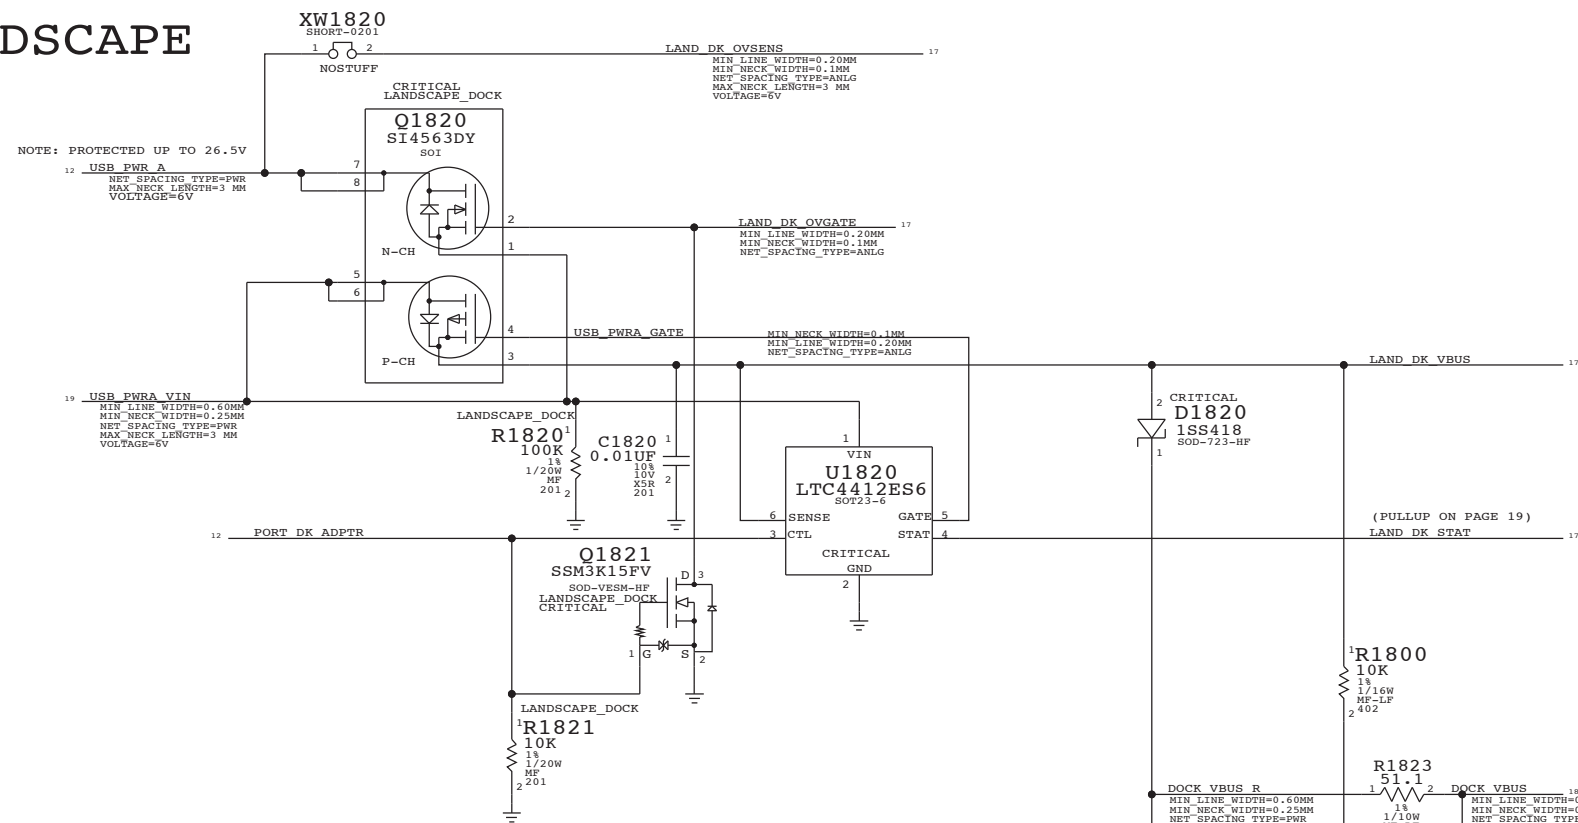 DSCAPE
XW1820
SHORT-0201
1 2
NOSTUFF
LAND_DK_OVSENS 17
MIN_LINE_WIDTH=0.20MM
MIN_NECK_WIDTH=0.1MM
NET_SPACING_TYPE=ANLG
MAX_NECK_LENGTH=3 MM
VOLTAGE=6V
CRITICAL
LANDSCAPE_DOCK
Q1820
SI4563DY
SOI
NOTE: PROTECTED UP TO 26.5V
12 USB_PWR_A
NET_SPACING_TYPE=PWR
MAX_NECK_LENGTH=3 MM
VOLTAGE=6V
7
8
2
1
N-CH
LAND_DK_OVGATE 17
MIN_LINE_WIDTH=0.20MM
MIN_NECK_WIDTH=0.1MM
NET_SPACING_TYPE=ANLG
5
6
4
3
P-CH
USB_PWRA_GATE
MIN_NECK_WIDTH=0.1MM
MIN_LINE_WIDTH=0.20MM
NET_SPACING_TYPE=ANLG
LAND_DK_VBUS 17
19 USB_PWRA_VIN
MIN_LINE_WIDTH=0.60MM
MIN_NECK_WIDTH=0.25MM
NET_SPACING_TYPE=PWR
MAX_NECK_LENGTH=3 MM
VOLTAGE=6V
LANDSCAPE_DOCK
R1820 1
100K
1%
1/20W
MF
201 2
C1820 1
0.01UF
10%
10V
X5R
201
2
1
VIN
U1820
LTC4412ES6
SOT23-6
6 SENSE
GATE 5
3 CTL
STAT 4
CRITICAL
GND
2
2 CRITICAL
D1820
1SS418
SOD-723-HF
1
(PULLUP ON PAGE 19)
LAND_DK_STAT 17
12 PORT_DK_ADPTR
Q1821
SSM3K15FV
SOD-VESM-HF
LANDSCAPE_DOCK
CRITICAL
D 3
1 G S 2
LANDSCAPE_DOCK
1 R1821
10K
1%
1/20W
MF
2 201
1 R1800
10K
1%
1/16W
MF-LF
2 402
R1823
51.1
1 2
1%
1/10W
DOCK_VBUS_R
MIN_LINE_WIDTH=0.60MM
MIN_NECK_WIDTH=0.25MM
NET_SPACING_TYPE=PWR
DOCK_VBUS 18
MIN_LINE_WIDTH=0
MIN_NECK_WIDTH=0
NET_SPACING_TYPE